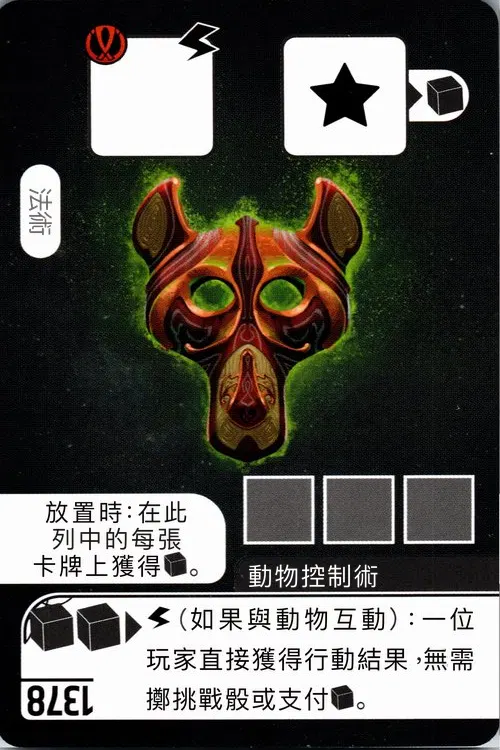 法術
放置時:在此
列中的每張
卡牌上獲得。
動物控制術
(如果與動物互動):一位
玩家直接獲得行動結果,無需
擲挑戰骰或支付。
1378